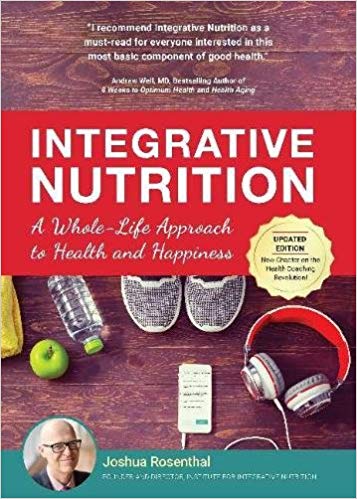 "I recommend Integrative Nutrition as a
must-read for everyone interested in this
most basic component of good health."
Andrew Weil, MD, Bestselling Author of
8 Weeks to Optimum Health and Health Aging
INTEGRATIVE
NUTRITION
A Whole-Life Approach
to Health and Happiness
UPDATED
EDITION
New Chapter on the
Health Coaching
Revolution!
Joshua Rosenthal
FOUNDER AND DIRECTOR, INSTITUTE FOR INTEGRATIVE NUTRITION